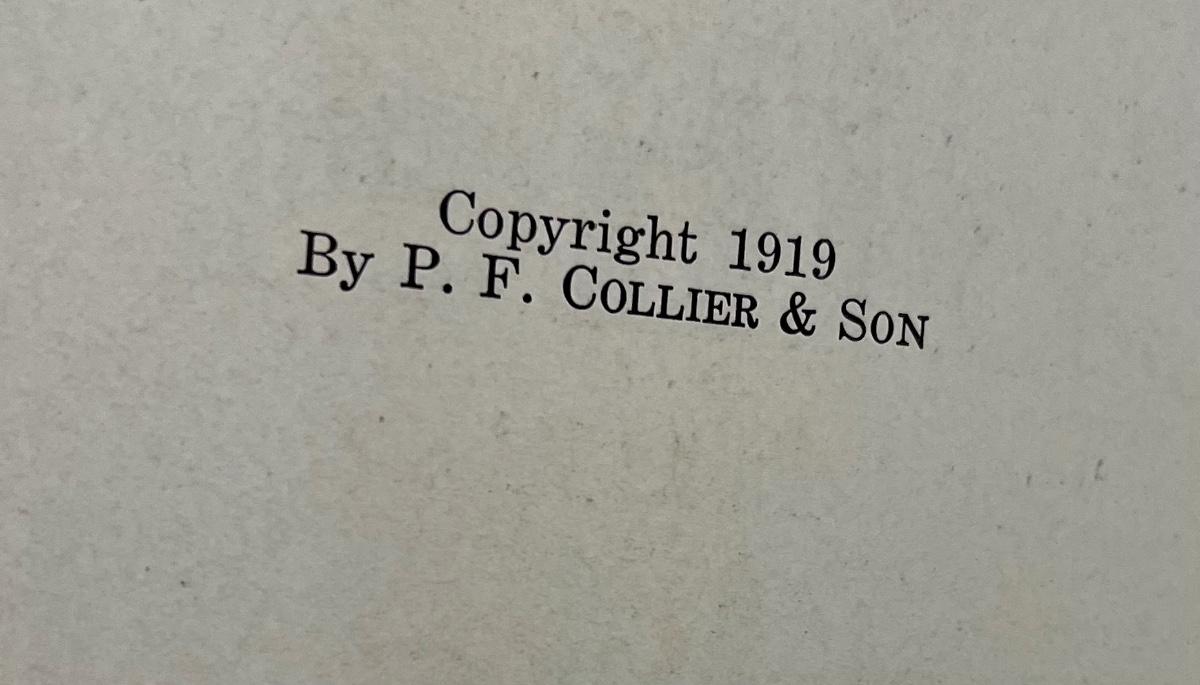 Copyright 1919
By P. F. COLLIER & SON